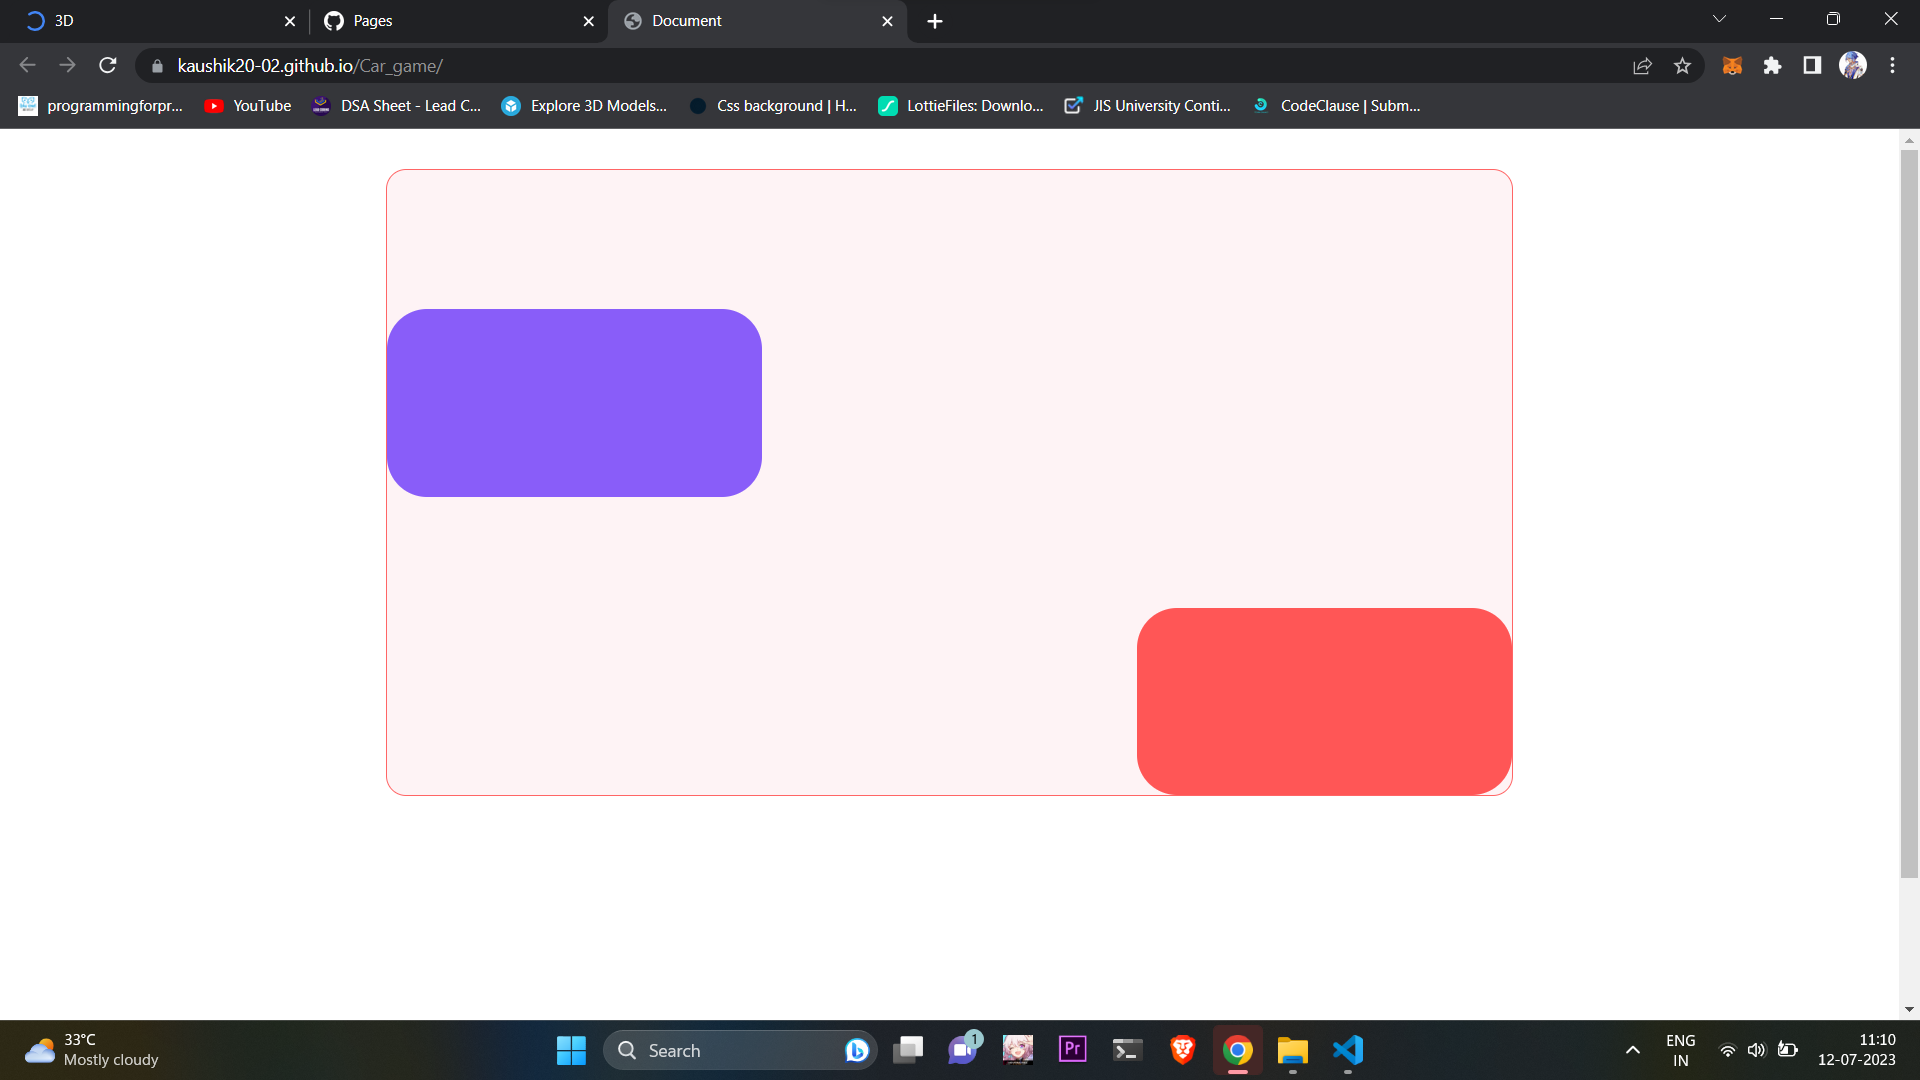 3D
Pages
Document
kaushik20-02.github.io/Car_game/
programmingforpr...
YouTube
DSA Sheet - Lead C...
Explore 3D Models...
Css background | H...
LottieFiles: Downlo...
JIS University Conti...
CodeClause | Subm...
33°C
Mostly cloudy
Search
1
Pr
ENG
IN
11:10
12-07-2023